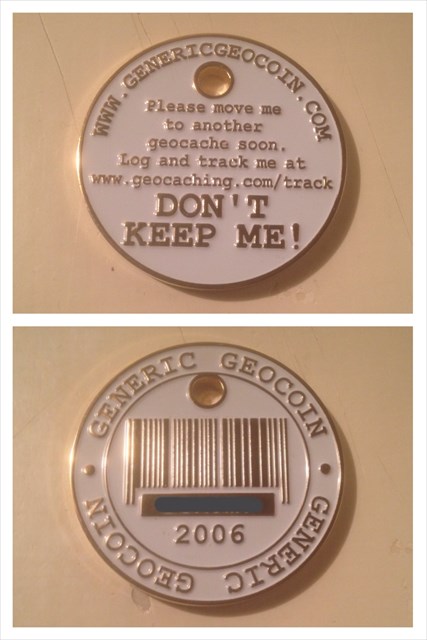 WWW.GENERICGEOCOIN.COM
Please move me
to another
geocache soon.
Log and track me at
www.geocaching.com/track
DON'T
KEEP ME!
GENERIC GEOCOIN
2006
GENERIC GEOCOIN